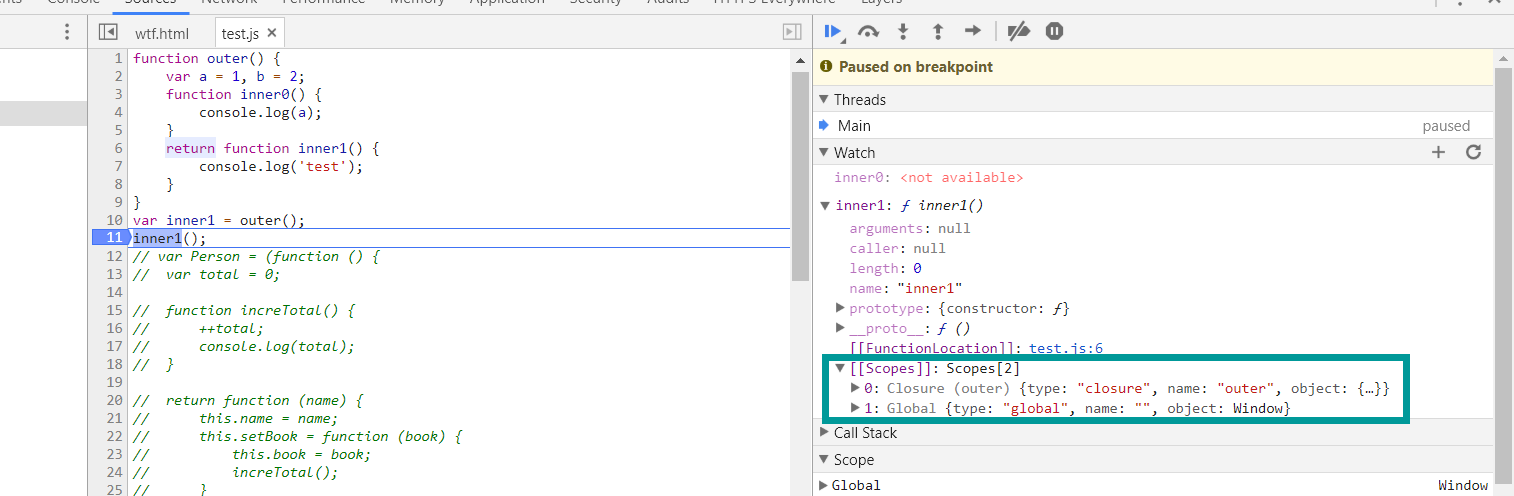 Console Sources Network Performance Memory Application Security Audits HTTPS Everywhere Layers
wtf.html test.js
1 function outer() {
2 var a = 1, b = 2;
3 function inner0() {
4 console.log(a);
5 }
6 return function inner1() {
7 console.log('test');
8 }
9 }
10 var inner1 = outer();
11 inner1();
12 // var Person = (function () {
13 // var total = 0;
14
15 // function increTotal() {
16 // ++total;
17 // console.log(total);
18 // }
19
20 // return function (name) {
21 // this.name = name;
22 // this.setBook = function (book) {
23 // this.book = book;
24 // increTotal();
25 // }
Paused on breakpoint
Threads
Main paused
Watch
inner0: <not available>
inner1: ƒ inner1()
arguments: null
caller: null
length: 0
name: "inner1"
prototype: {constructor: ƒ}
__proto__: ƒ ()
[[FunctionLocation]]: test.js:6
[[Scopes]]: Scopes[2]
0: Closure (outer) {type: "closure", name: "outer", object: {…}}
1: Global {type: "global", name: "", object: Window}
Call Stack
Scope
Global Window